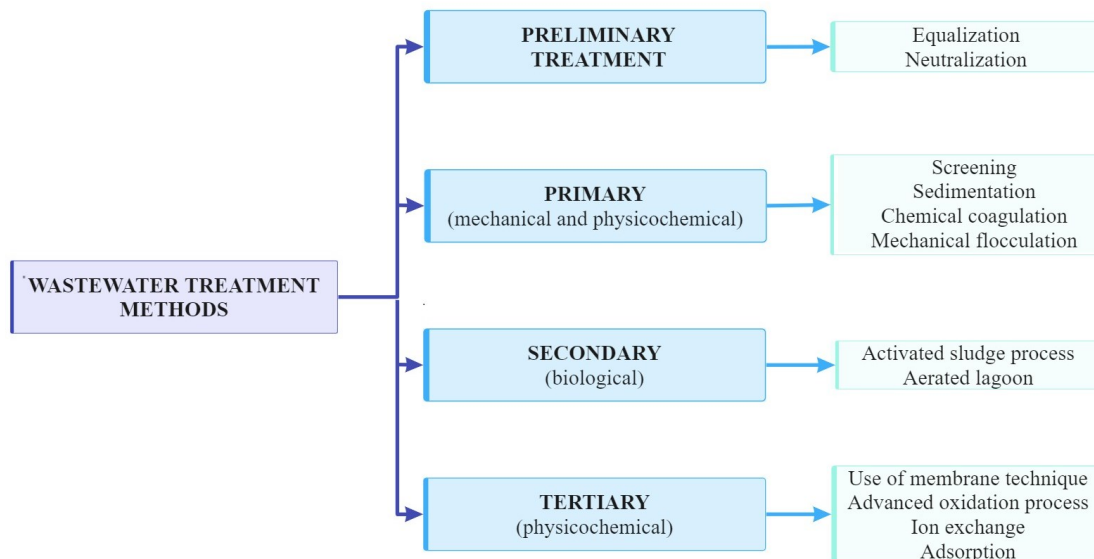 PRELIMINARY
TREATMENT
Equalization
Neutralization
PRIMARY
(mechanical and physicochemical)
Screening
Sedimentation
Chemical coagulation
Mechanical flocculation
WASTEWATER TREATMENT
METHODS
SECONDARY
(biological)
Activated sludge process
Aerated lagoon
TERTIARY
(physicochemical)
Use of membrane technique
Advanced oxidation process
Ion exchange
Adsorption